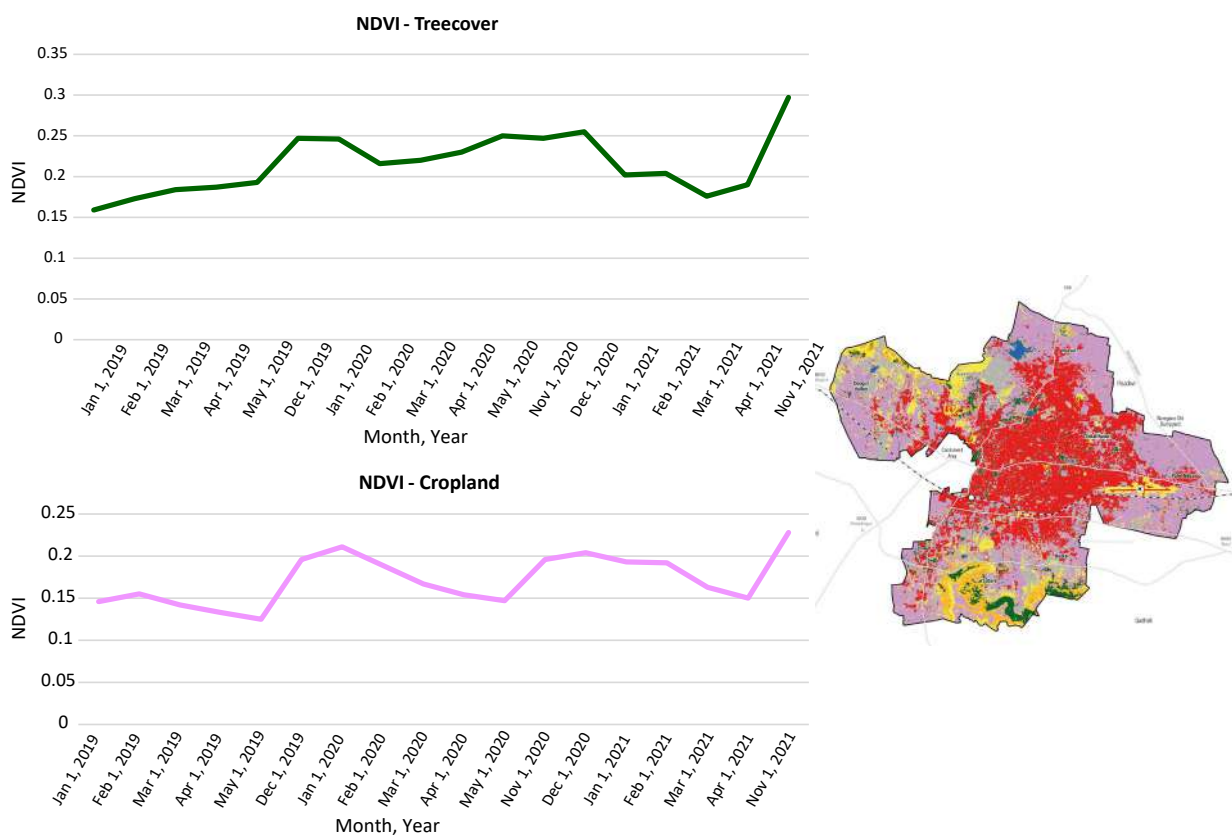 NDVI - Treecover
0.35
0.3
0.25
0.2
0.15
0.1
0.05
0
NDVI
Jan 1, 2019
Feb 1, 2019
Mar 1, 2019
Apr 1, 2019
May 1, 2019
Dec 1, 2019
Jan 1, 2020
Feb 1, 2020
Mar 1, 2020
Apr 1, 2020
May 1, 2020
Nov 1, 2020
Dec 1, 2020
Jan 1, 2021
Feb 1, 2021
Mar 1, 2021
Apr 1, 2021
Nov 1, 2021
Month, Year
NDVI - Cropland
0.25
0.2
0.15
0.1
0.05
0
NDVI
Jan 1, 2019
Feb 1, 2019
Mar 1, 2019
Apr 1, 2019
May 1, 2019
Dec 1, 2019
Jan 1, 2020
Feb 1, 2020
Mar 1, 2020
Apr 1, 2020
May 1, 2020
Nov 1, 2020
Dec 1, 2020
Jan 1, 2021
Feb 1, 2021
Mar 1, 2021
Apr 1, 2021
Nov 1, 2021
Month, Year